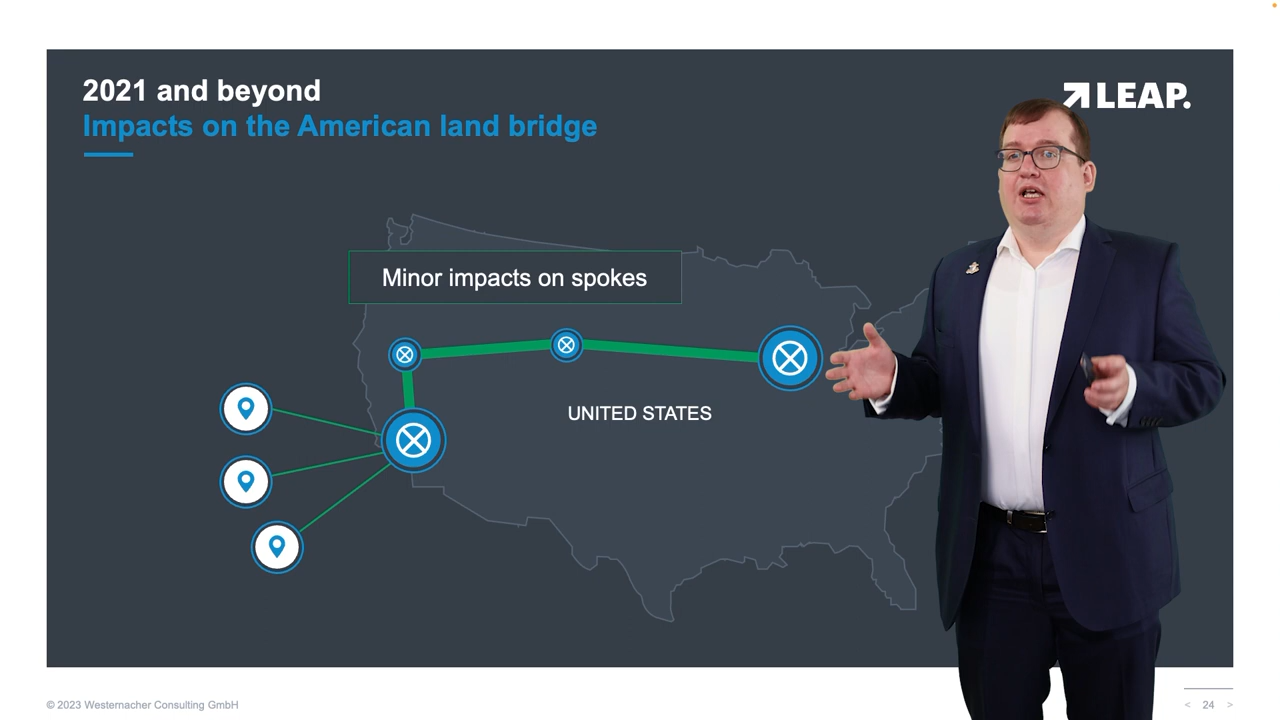 2021 and beyond
Impacts on the American land bridge
LEAP.
Minor impacts on spokes
UNITED STATES
© 2023 Westernacher Consulting GmbH
< 24 >